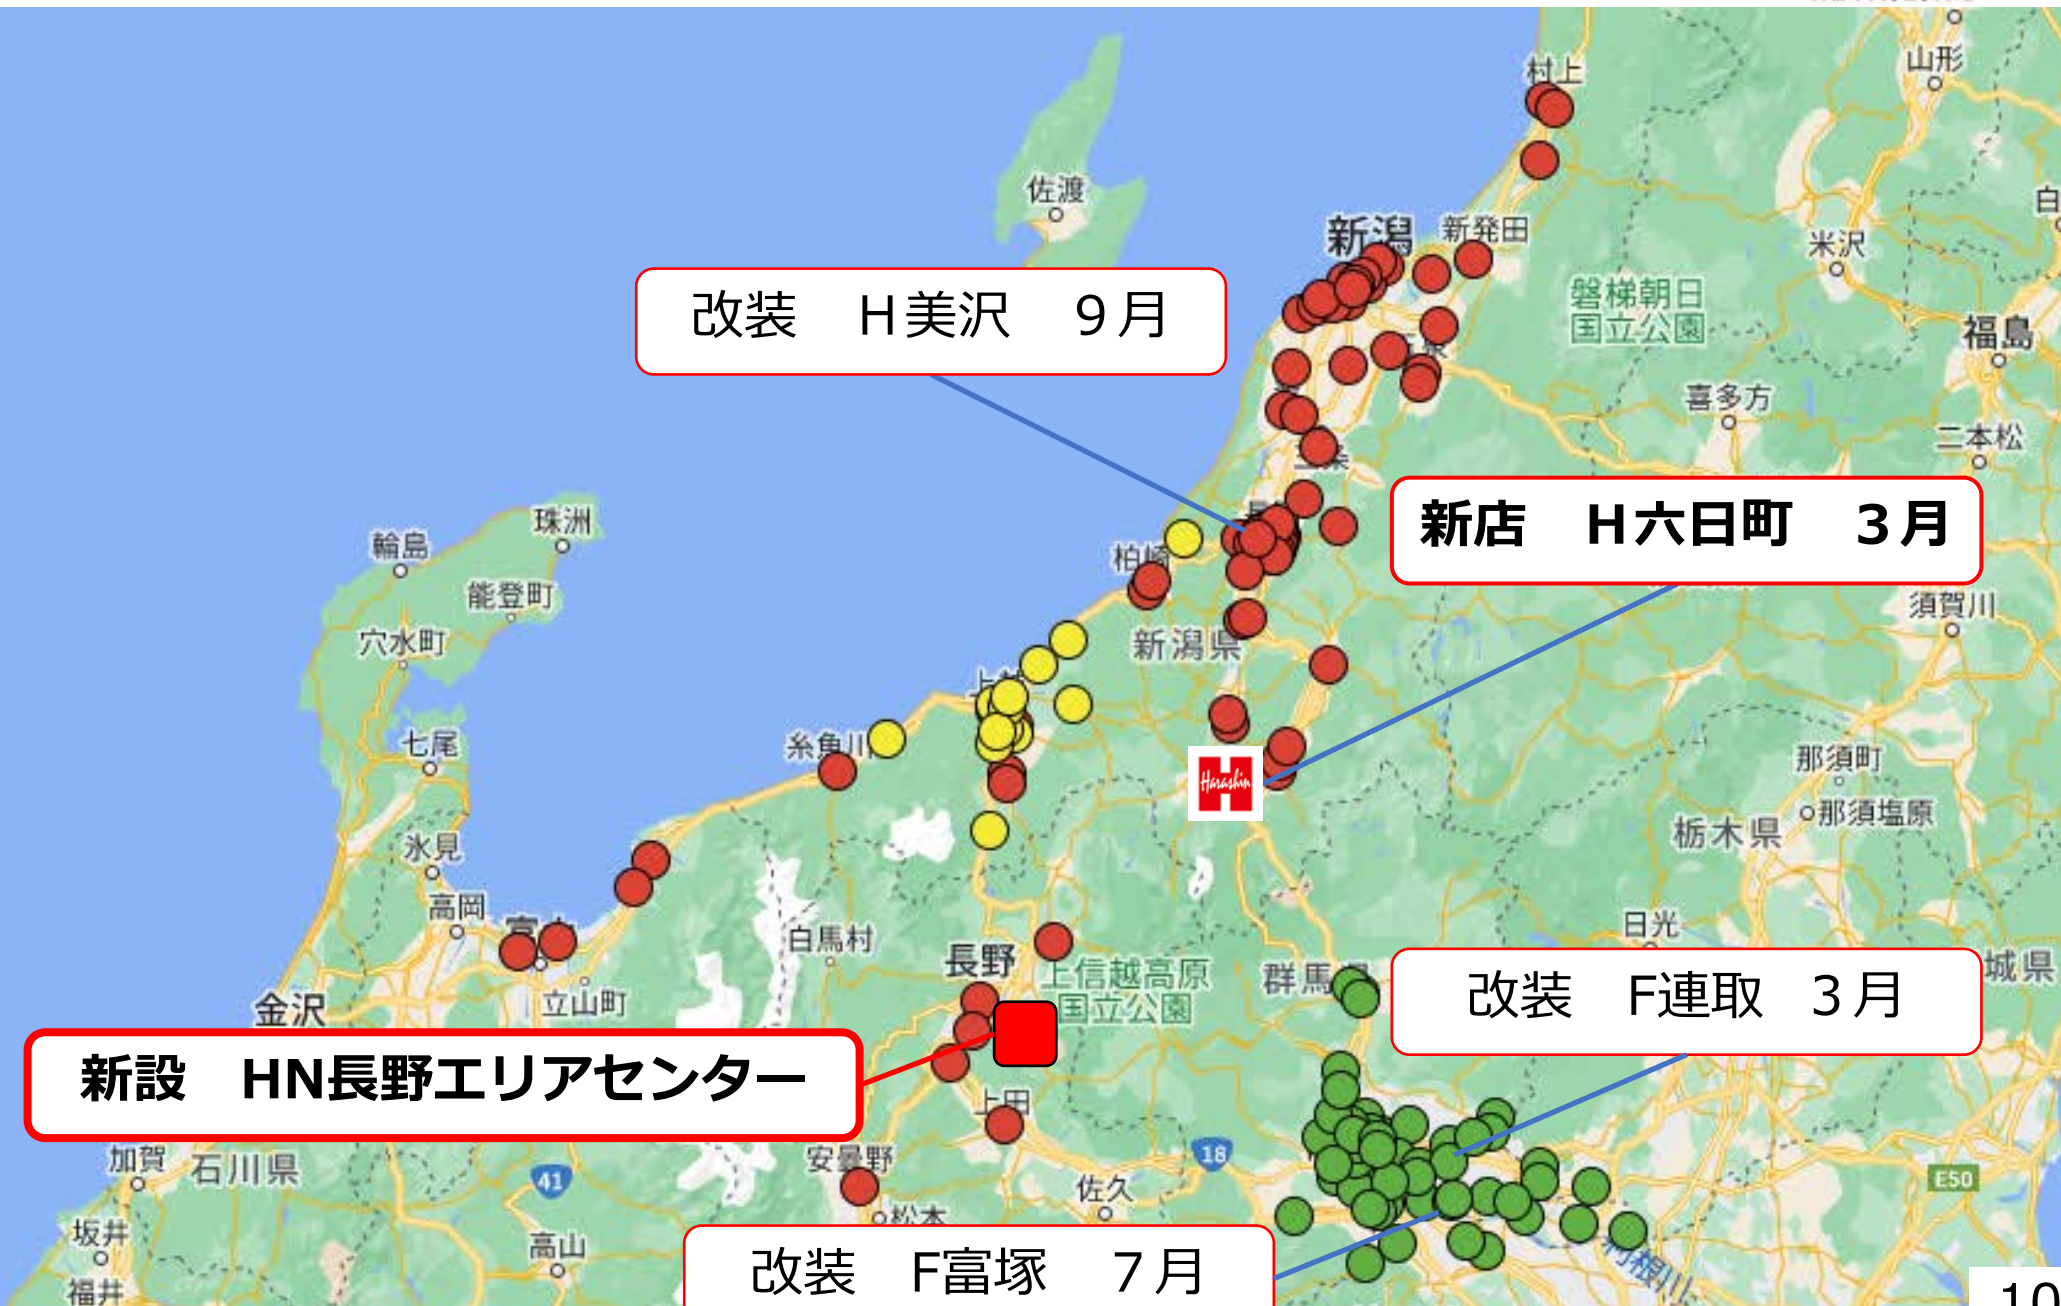 山形
村上
佐渡
白
新潟
新発田
米沢
磐梯朝日
国立公園
福島
改装　H美沢　９月
喜多方
二本松
新店　H六日町　３月
珠洲
輪島
柏崎
能登町
須賀川
穴水町
新潟県
七尾
糸魚川
那須町
Harashin
那須塩原
栃木県
氷見
高岡
日光
白馬村
長野
上信越高原
国立公園
群馬県
城県
立山町
金沢
改装　F連取　３月
新設　HN長野エリアセンター
上田
安曇野
18
加賀
石川県
41
佐久
E50
松本
坂井
高山
改装　F富塚　７月
利根川
福井
10